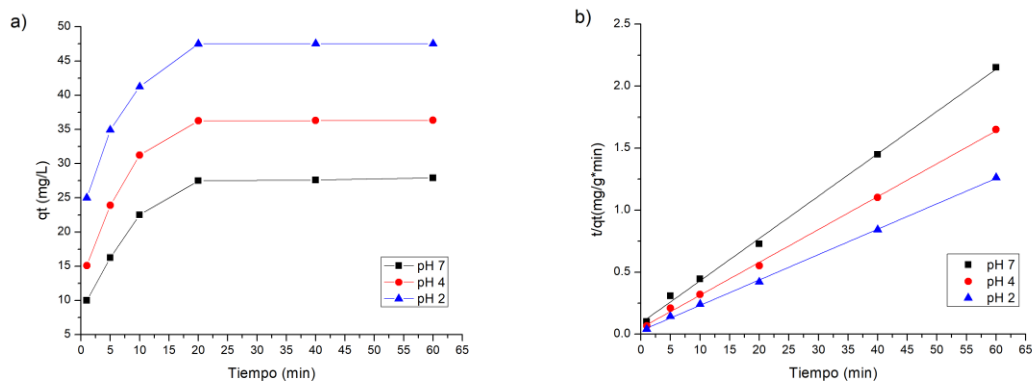 a)
qt (mg/L)
50
45
40
35
30
25
20
15
10
5
0 5 10 15 20 25 30 35 40 45 50 55 60 65
Tiempo (min)
pH 7
pH 4
pH 2
b)
t/qt(mg/g*min)
2.5
2.0
1.5
1.0
0.5
0.0
0 5 10 15 20 25 30 35 40 45 50 55 60 65
Tiempo (min)
pH 7
pH 4
pH 2